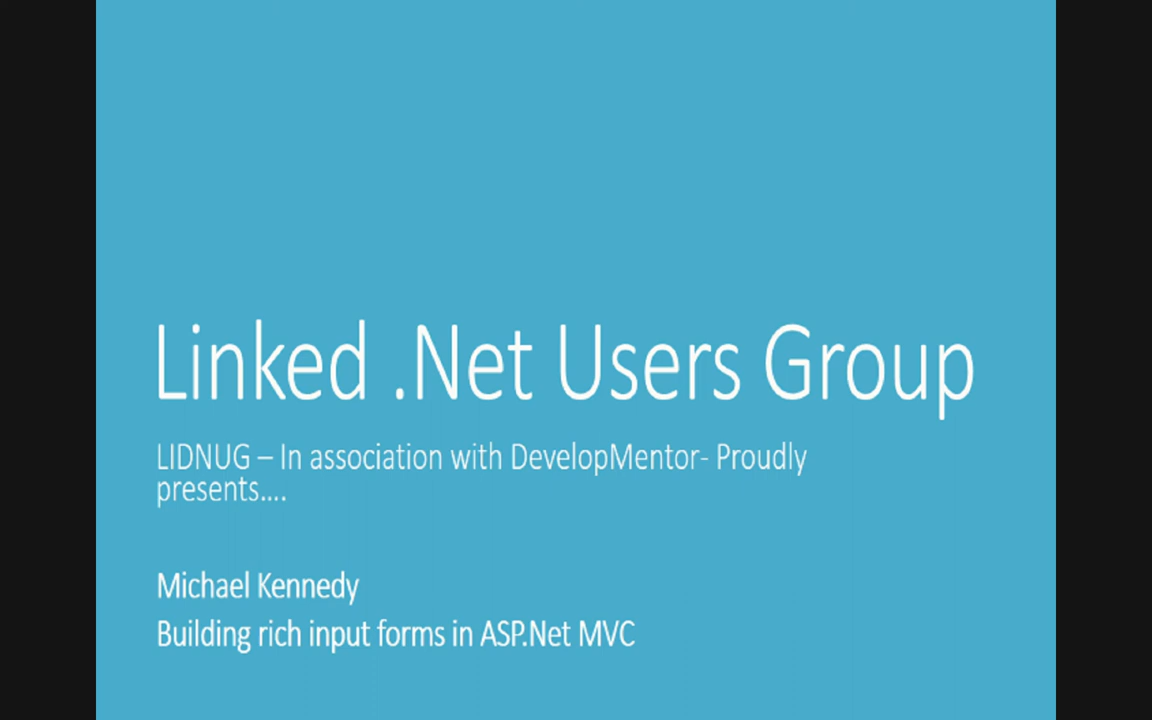 Linked .Net Users Group
LIDNUG – In association with DevelopMentor- Proudly
presents....
Michael Kennedy
Building rich input forms in ASP.Net MVC